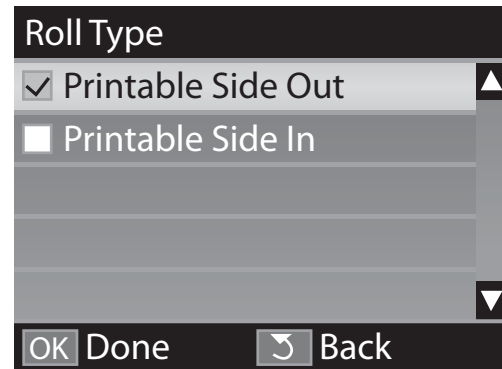 Roll Type
Printable Side Out
Printable Side In
OK Done Back